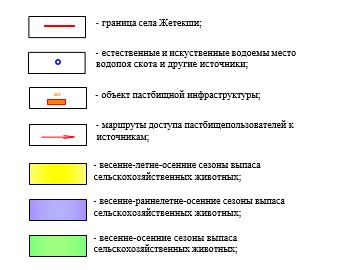 - граница села Жетекши;
- естественные и искуственные водоемы место
водопоя скота и другие источники;
- объект пастбищной инфраструктуры;
- маршруты доступа пастбищепользователей к
источникам;
- весенне-летне-осенние сезоны выпаса
сельскохозяйственных животных;
- весенне-раннелетне-осенние сезоны выпаса
сельскохозяйственных животных;
- весенне-осенние сезоны выпаса
сельскохозяйственных животных;